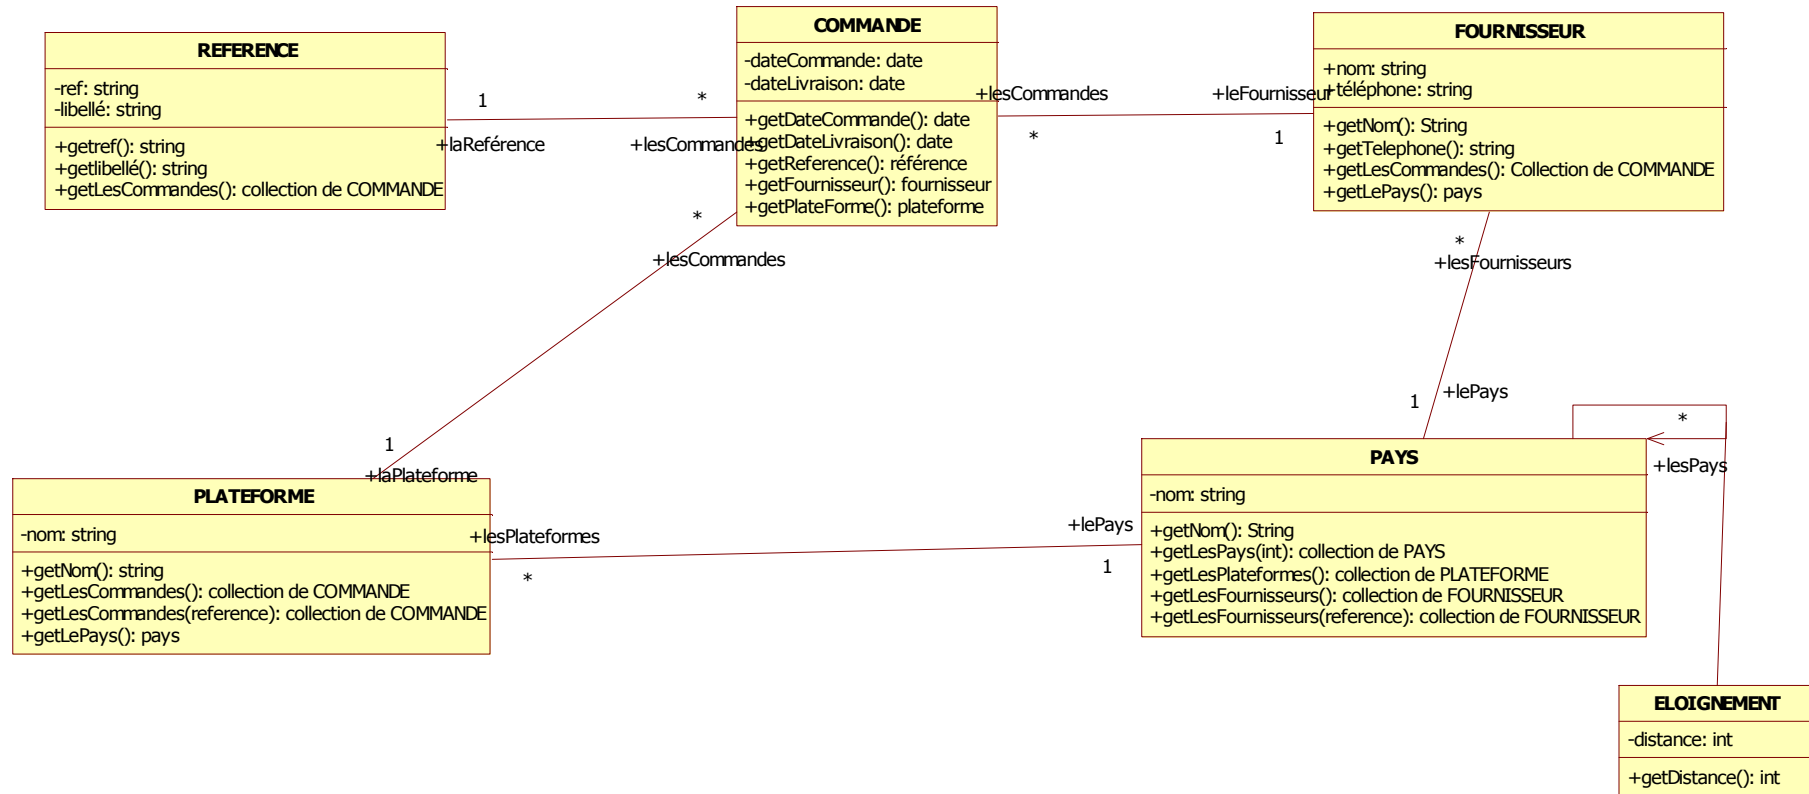 REFERENCE
-ref: string
-libellé: string
+getref(): string
+getlibellé(): string
+getLesCommandes(): collection de COMMANDE
1
+laReférence
*
+lesCommandes
COMMANDE
-dateCommande: date
-dateLivraison: date
+getDateCommande(): date
+getDateLivraison(): date
+getReference(): référence
+getFournisseur(): fournisseur
+getPlateForme(): plateforme
+lesCommandes
*
+leFournisseur
1
FOURNISSEUR
+nom: string
+téléphone: string
+getNom(): String
+getTelephone(): string
+getLesCommandes(): Collection de COMMANDE
+getLePays(): pays
*
+lesCommandes
*
+lesFournisseurs
1
+laPlateforme
1
+lePays
*
+lesPays
PLATEFORME
-nom: string
+getNom(): string
+getLesCommandes(): collection de COMMANDE
+getLesCommandes(reference): collection de COMMANDE
+getLePays(): pays
+lesPlateformes
*
+lePays
1
PAYS
-nom: string
+getNom(): String
+getLesPays(int): collection de PAYS
+getLesPlateformes(): collection de PLATEFORME
+getLesFournisseurs(): collection de FOURNISSEUR
+getLesFournisseurs(reference): collection de FOURNISSEUR
ELOIGNEMENT
-distance: int
+getDistance(): int